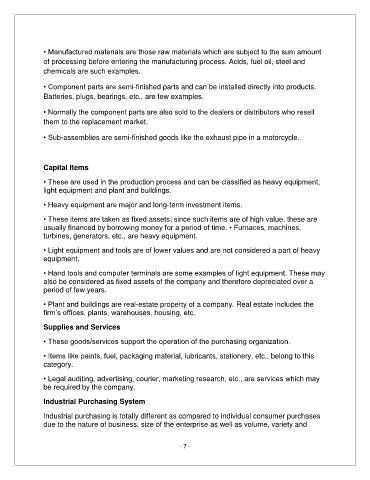 • Manufactured materials are those raw materials which are subject to the sum amount
of processing before entering the manufacturing process. Acids, fuel oil, steel and
chemicals are such examples.
• Component parts are semi-finished parts and can be installed directly into products.
Batteries, plugs, bearings, etc., are few examples.
• Normally the component parts are also sold to the dealers or distributors who resell
them to the replacement market.
• Sub-assemblies are semi-finished goods like the exhaust pipe in a motorcycle.
Capital Items
• These are used in the production process and can be classified as heavy equipment,
light equipment and plant and buildings.
• Heavy equipment are major and long-term investment items.
• These items are taken as fixed assets; since such items are of high value, these are
usually financed by borrowing money for a period of time. • Furnaces, machines,
turbines, generators, etc., are heavy equipment.
• Light equipment and tools are of lower values and are not considered a part of heavy
equipment.
• Hand tools and computer terminals are some examples of light equipment. These may
also be considered as fixed assets of the company and therefore depreciated over a
period of few years.
• Plant and buildings are real-estate property of a company. Real estate includes the
firm's offices, plants, warehouses, housing, etc.
Supplies and Services
• These goods/services support the operation of the purchasing organization.
• Items like paints, fuel, packaging material, lubricants, stationery, etc., belong to this
category.
• Legal auditing, advertising, courier, marketing research, etc., are services which may
be required by the company.
Industrial Purchasing System
Industrial purchasing is totally different as compared to individual consumer purchases
due to the nature of business, size of the enterprise as well as volume, variety and
- 7 -